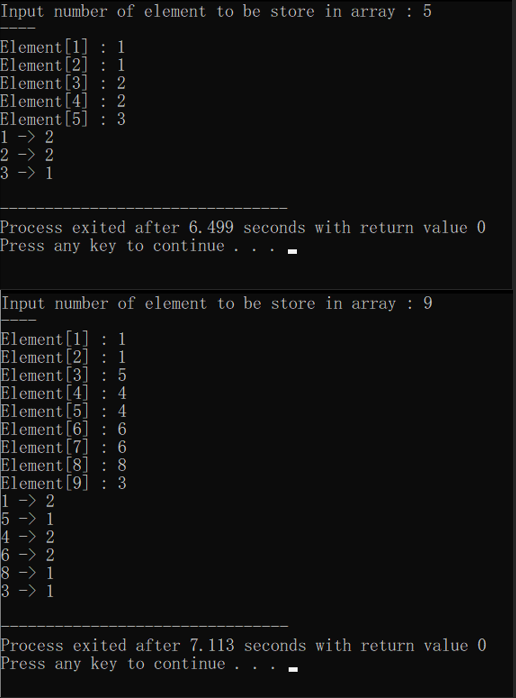 Input number of element to be store in array : 5
----
Element[1] : 1
Element[2] : 1
Element[3] : 2
Element[4] : 2
Element[5] : 3
1 -> 2
2 -> 2
3 -> 1
--------------------------------
Process exited after 6.499 seconds with return value 0
Press any key to continue . . .
Input number of element to be store in array : 9
----
Element[1] : 1
Element[2] : 1
Element[3] : 5
Element[4] : 4
Element[5] : 4
Element[6] : 6
Element[7] : 6
Element[8] : 8
Element[9] : 3
1 -> 2
5 -> 1
4 -> 2
6 -> 2
8 -> 1
3 -> 1
--------------------------------
Process exited after 7.113 seconds with return value 0
Press any key to continue . . .